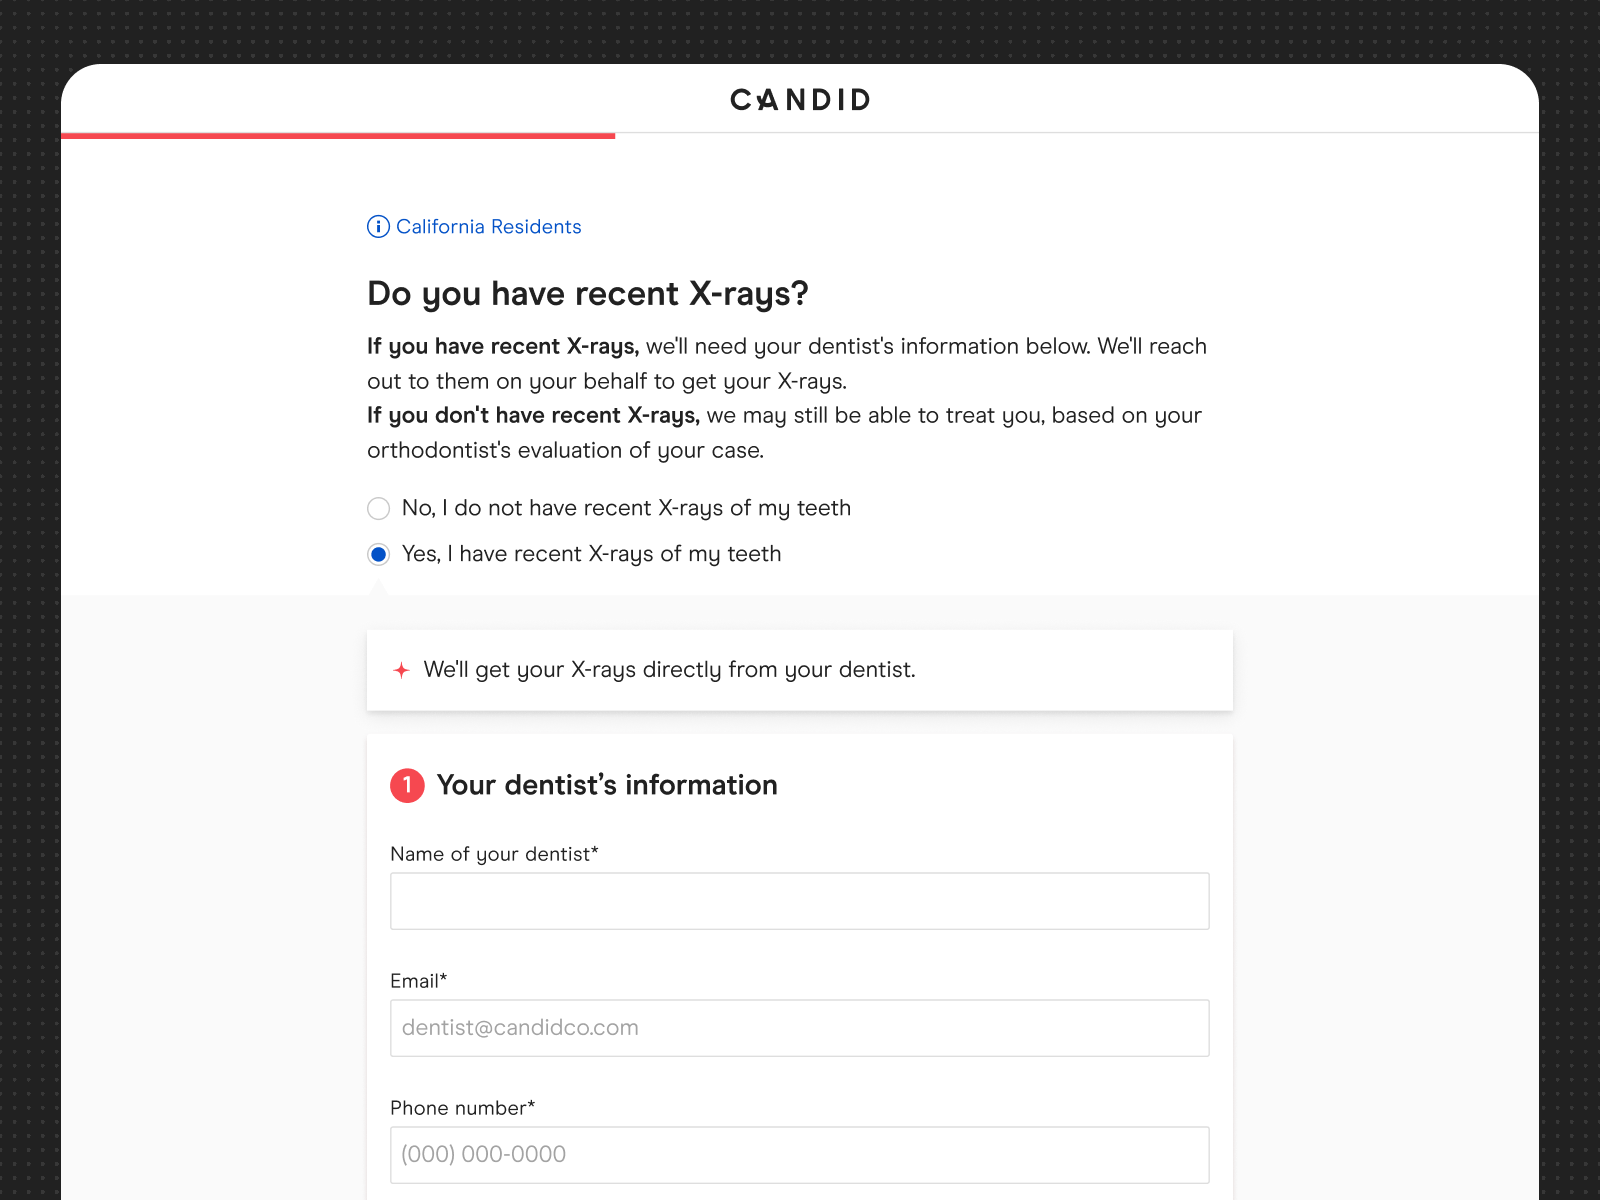 CANDID
California Residents
Do you have recent X-rays?
If you have recent X-rays, we'll need your dentist's information below. We'll reach
out to them on your behalf to get your X-rays.
If you don't have recent X-rays, we may still be able to treat you, based on your
orthodontist's evaluation of your case.
No, I do not have recent X-rays of my teeth
Yes, I have recent X-rays of my teeth
We'll get your X-rays directly from your dentist.
1 Your dentist’s information
Name of your dentist*
Email*
dentist@candidco.com
Phone number*
(000) 000-0000